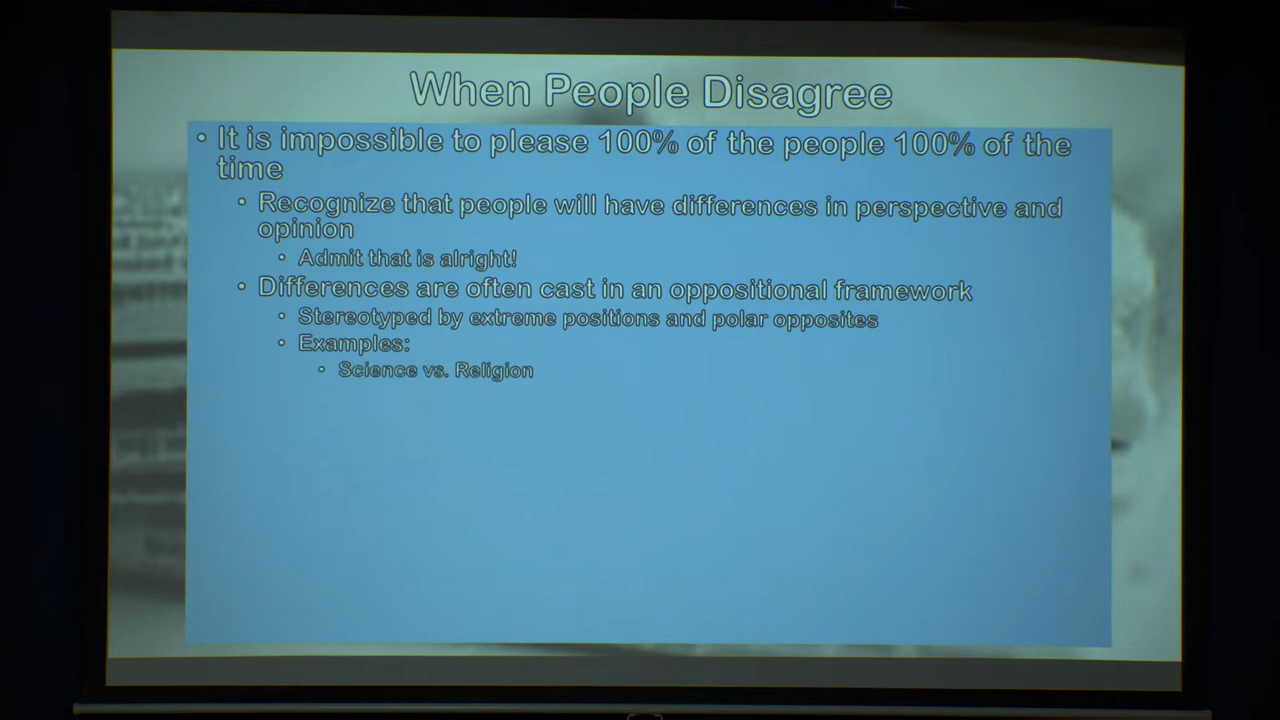 When People Disagree
• It is impossible to please 100% of the people 100% of the
time
• Recognize that people will have differences in perspective and
opinion
• Admit that is alright!
• Differences are often cast in an oppositional framework
• Stereotyped by extreme positions and polar opposites
• Examples:
• Science vs. Religion